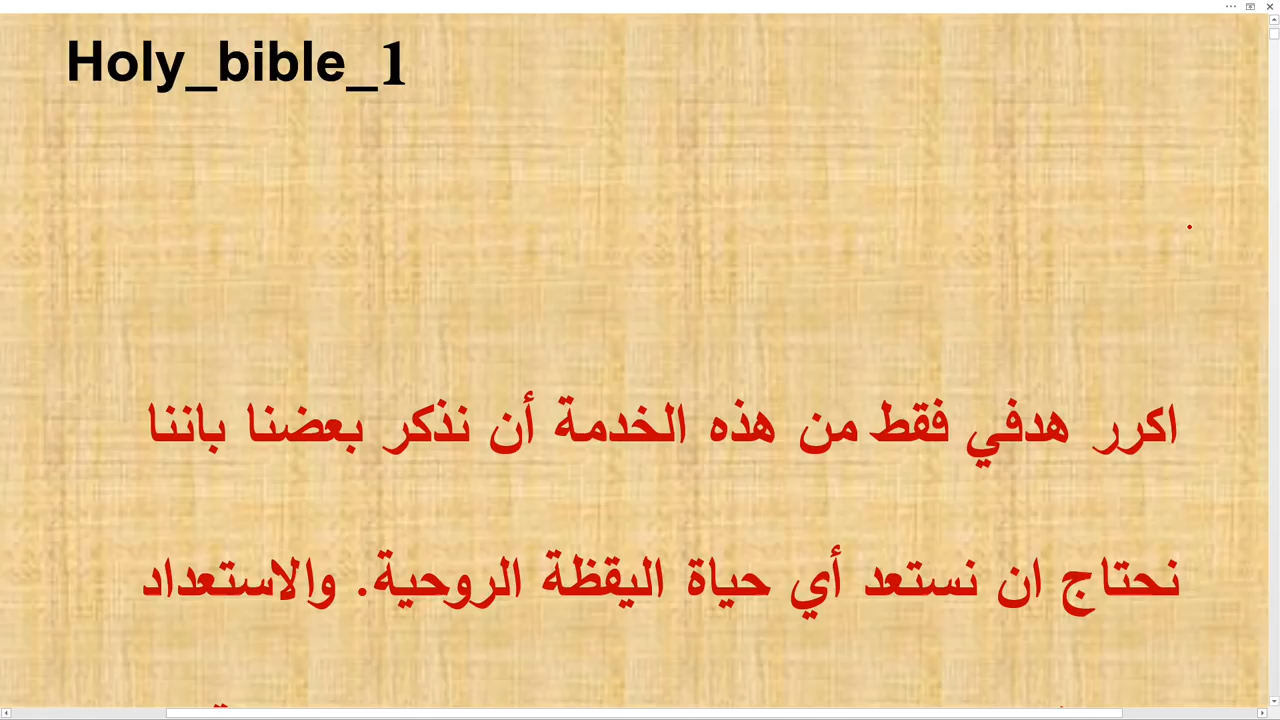 Holy_bible_1
اكرر هدفي فقط من هذه الخدمة أن نذكر بعضنا باننا
نحتاج ان نستعد أي حياة اليقظة الروحية. والاستعداد